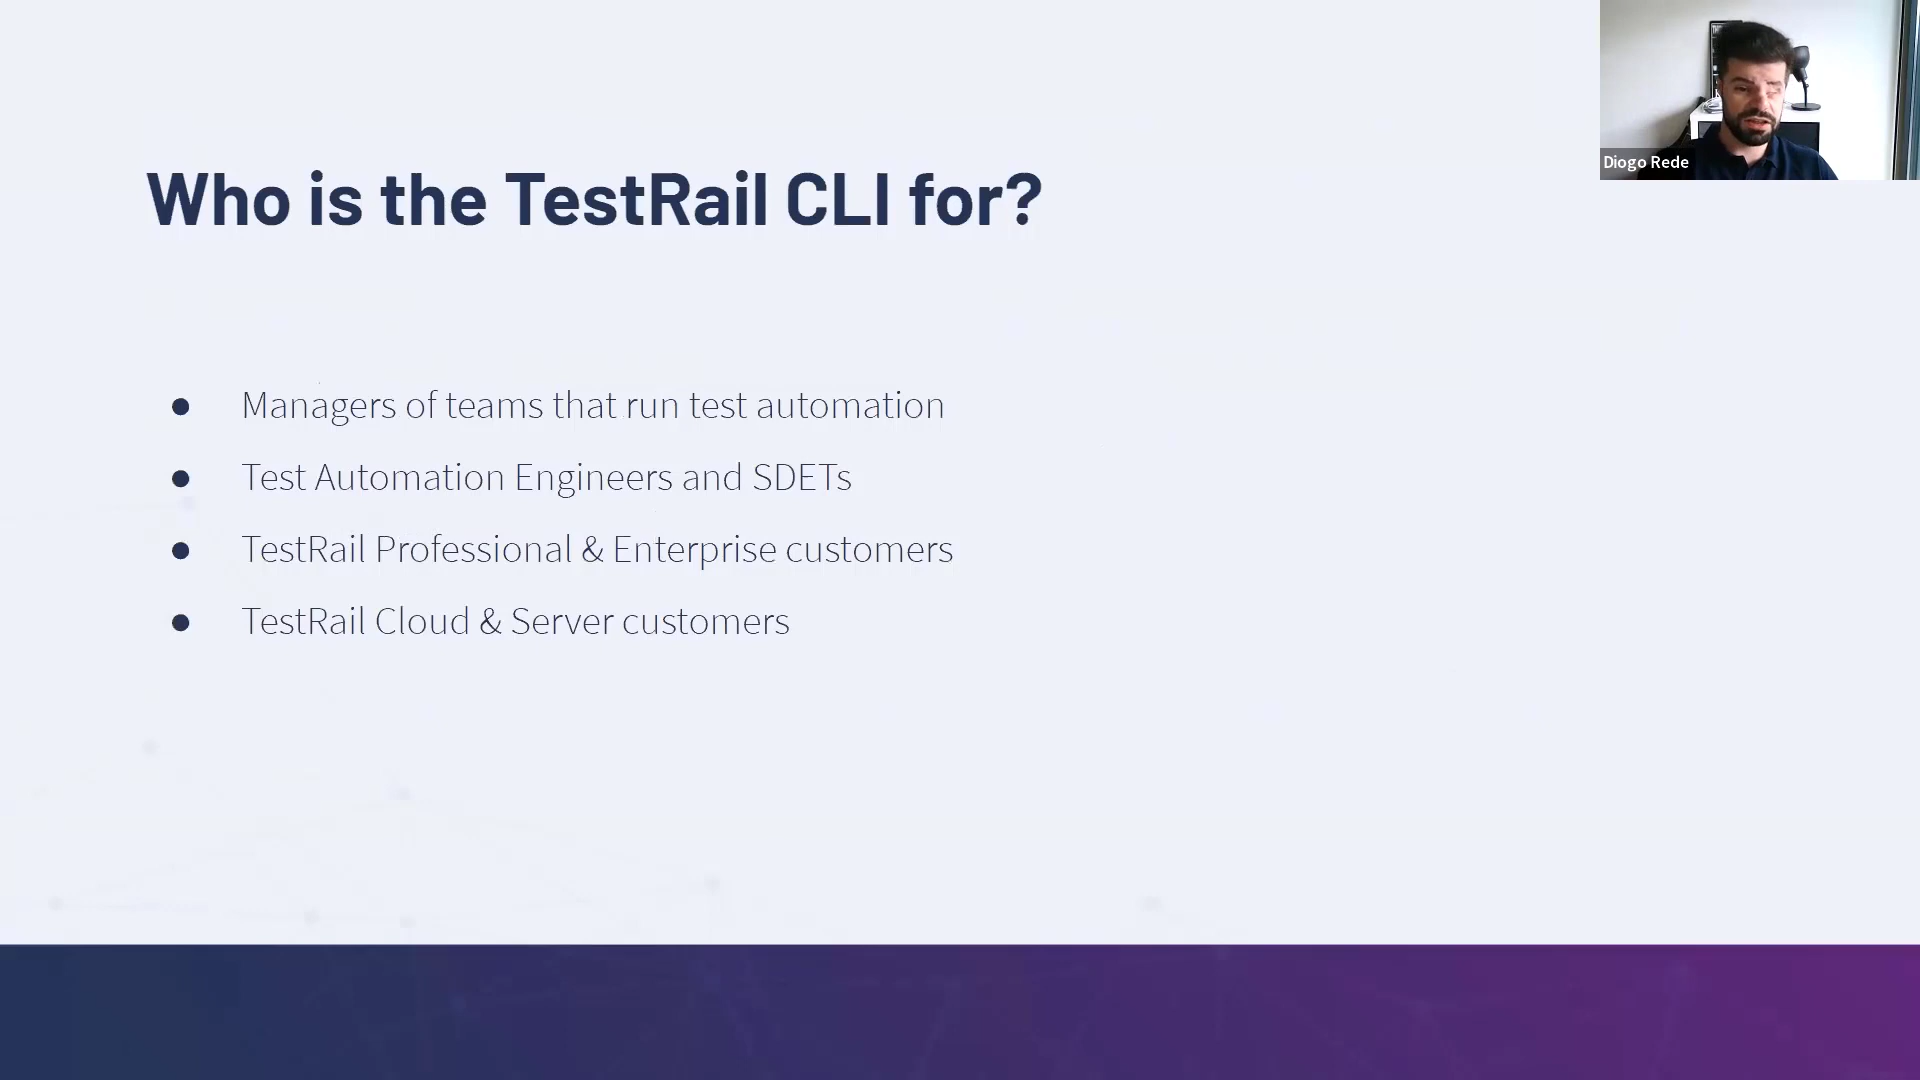 Who is the TestRail CLI for?
● Managers of teams that run test automation
● Test Automation Engineers and SDETs
● TestRail Professional & Enterprise customers
● TestRail Cloud & Server customers
Diogo Rede